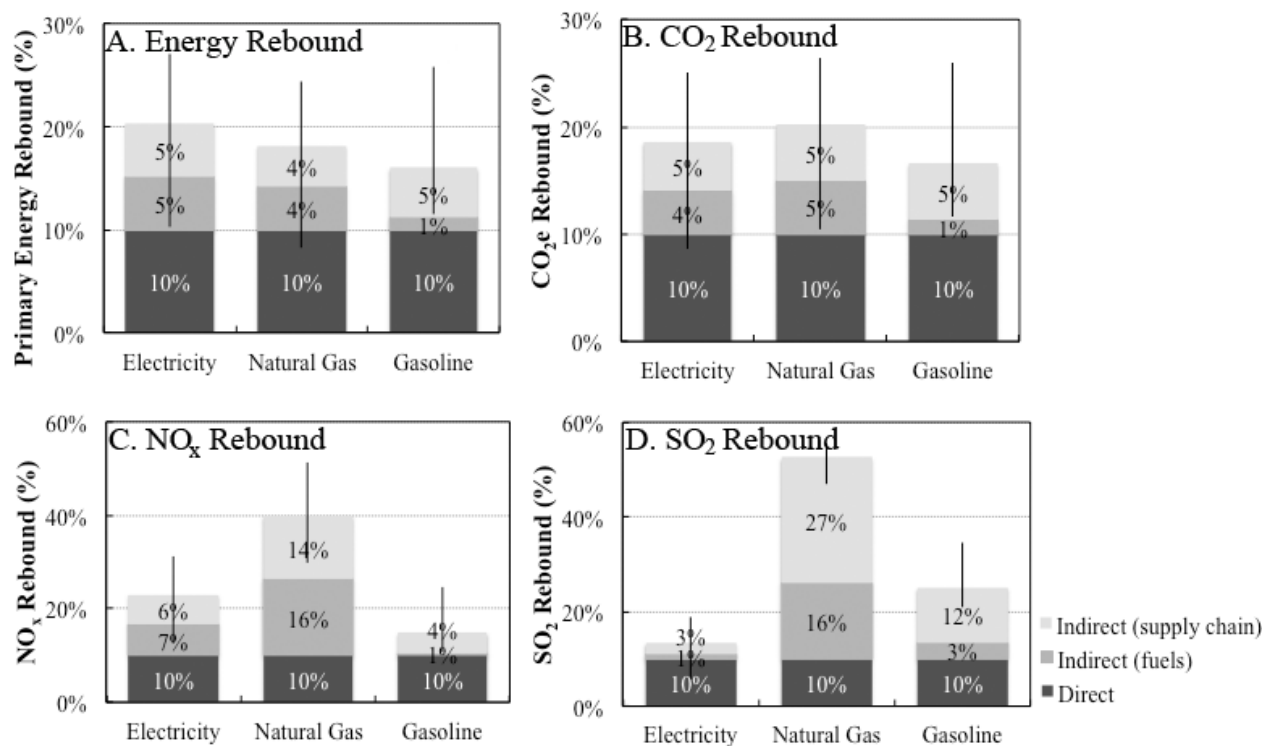 A. Energy Rebound
Primary Energy Rebound (%)
30%
20%
10%
0%
5%
5%
10%
4%
4%
10%
5%
1%
10%
Electricity
Natural Gas
Gasoline
B. CO2 Rebound
CO2e Rebound (%)
30%
20%
10%
0%
5%
4%
10%
5%
5%
10%
5%
1%
10%
Electricity
Natural Gas
Gasoline
C. NOx Rebound
NOx Rebound (%)
60%
40%
20%
0%
6%
7%
10%
14%
16%
10%
4%
1%
10%
Electricity
Natural Gas
Gasoline
D. SO2 Rebound
SO2 Rebound (%)
60%
40%
20%
0%
3%
1%
10%
27%
16%
10%
12%
3%
10%
Electricity
Natural Gas
Gasoline
Indirect (supply chain)
Indirect (fuels)
Direct